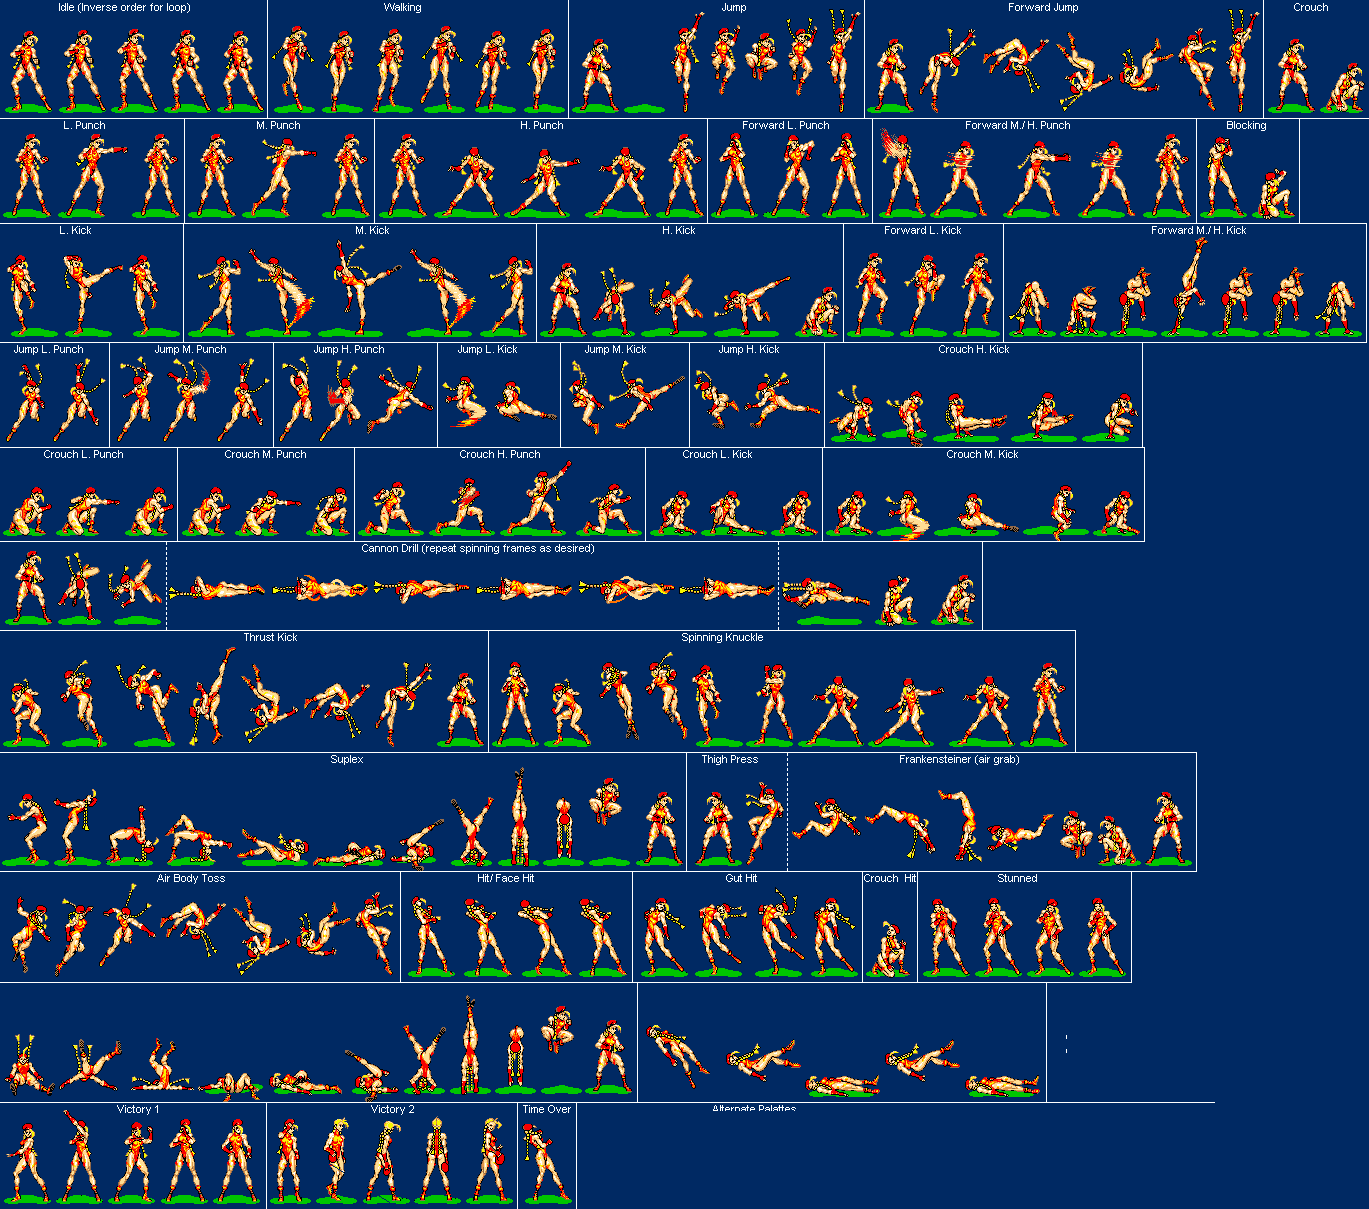 Idle (Inverse order for loop)
Walking
Jump
Forward Jump
Crouch
L. Punch
M. Punch
H. Punch
Forward L. Punch
Forward M./ H. Punch
Blocking
L. Kick
M. Kick
H. Kick
Forward L. Kick
Forward M./ H. Kick
Jump L. Punch
Jump M. Punch
Jump H. Punch
Jump L. Kick
Jump M. Kick
Jump H. Kick
Crouch H. Kick
Crouch L. Punch
Crouch M. Punch
Crouch H. Punch
Crouch L. Kick
Crouch M. Kick
Cannon Drill (repeat spinning frames as desired)
Thrust Kick
Spinning Knuckle
Suplex
Thigh Press
Frankensteiner (air grab)
Air Body Toss
Hit/ Face Hit
Gut Hit
Crouch Hit
Stunned
Victory 1
Victory 2
Time Over
Alternate Palattes